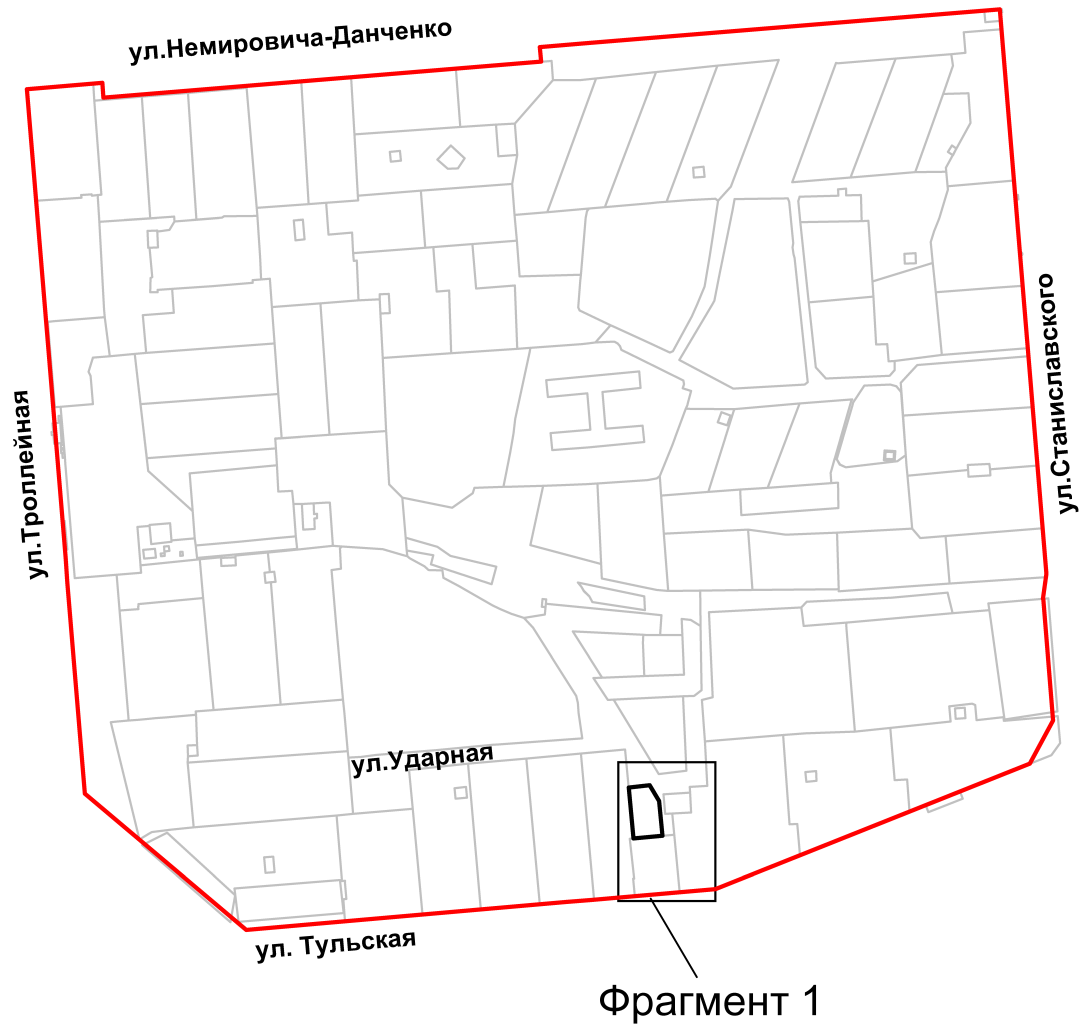 ул.Немировича-Данченко
ул.Станиславского
ул.Троллейная
ул.Ударная
ул. Тульская
Фрагмент 1